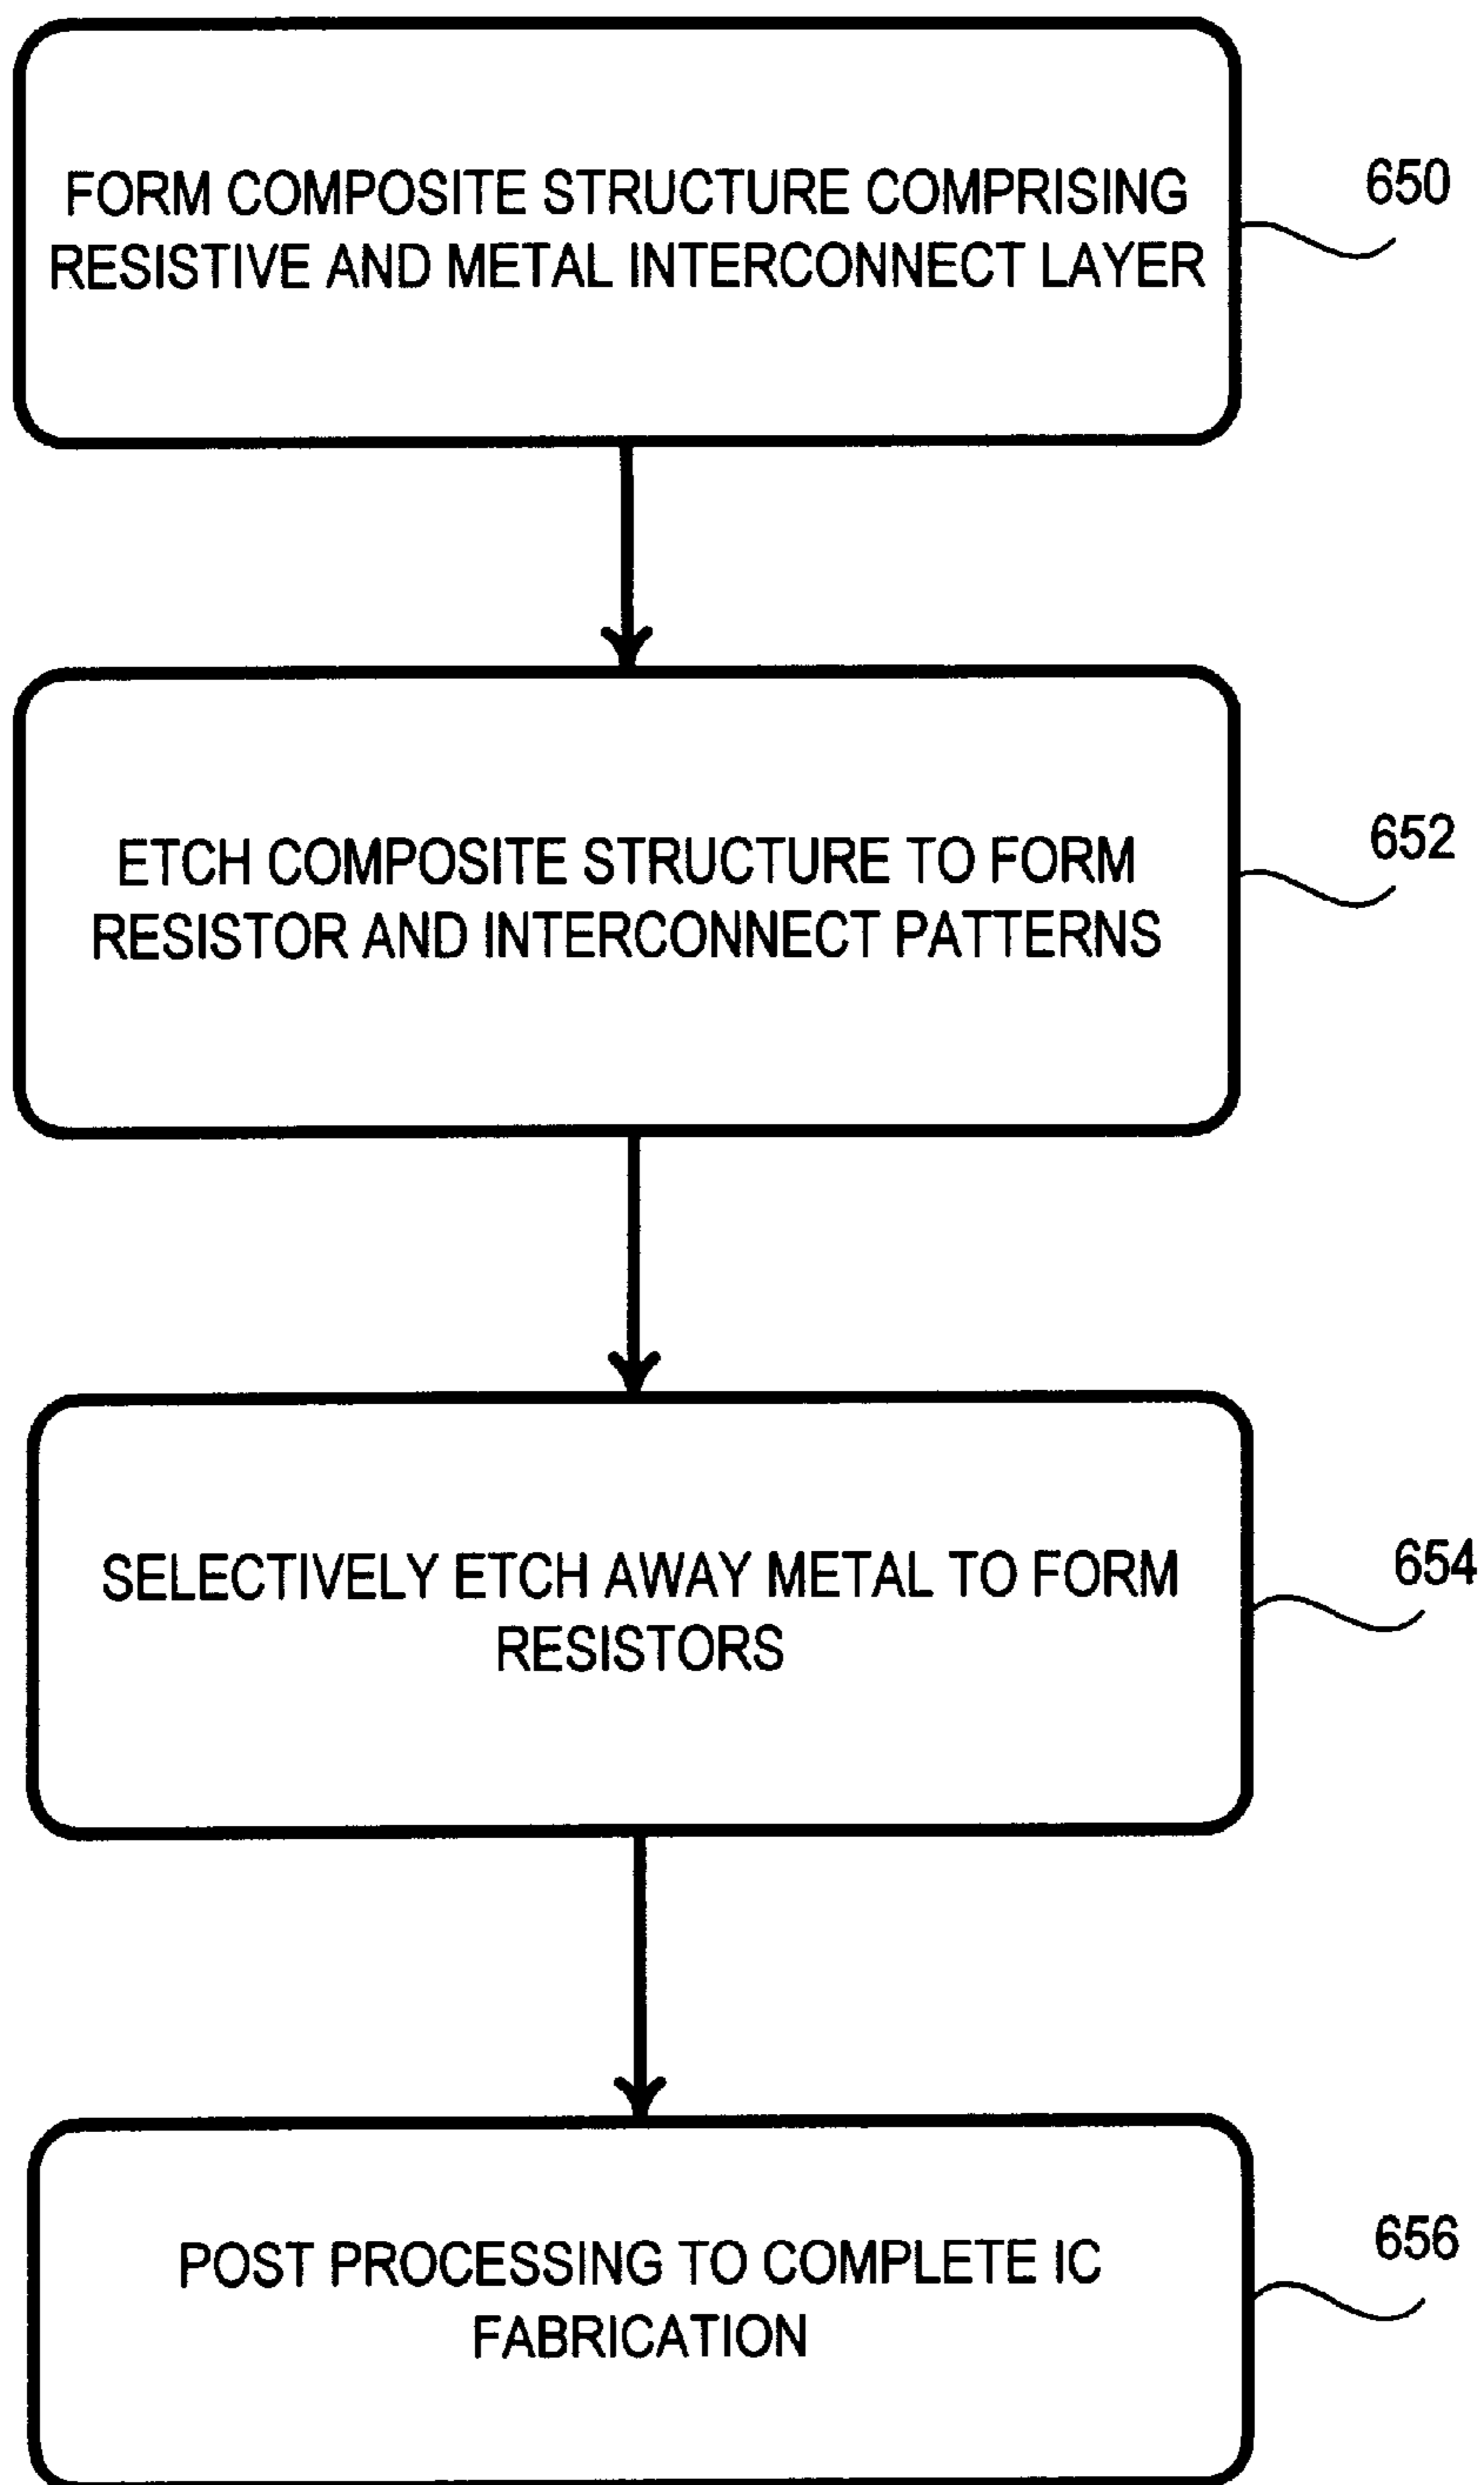 FORM COMPOSITE STRUCTURE COMPRISING
RESISTIVE AND METAL INTERCONNECT LAYER
650
ETCH COMPOSITE STRUCTURE TO FORM
RESISTOR AND INTERCONNECT PATTERNS
652
SELECTIVELY ETCH AWAY METAL TO FORM
RESISTORS
654
POST PROCESSING TO COMPLETE IC
FABRICATION
656